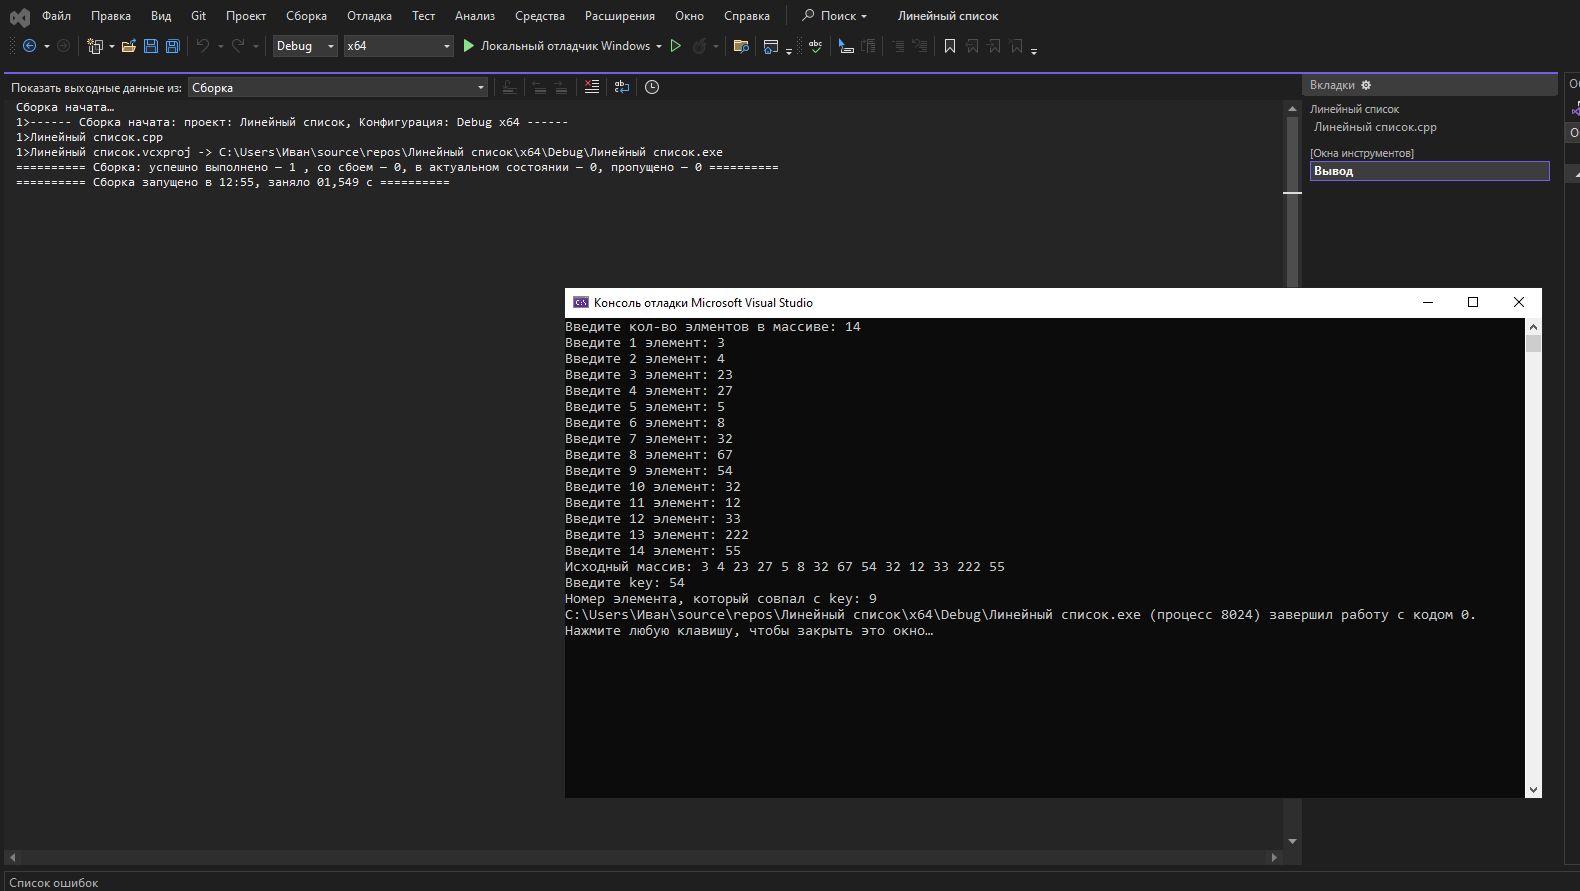 Файл Правка Вид Git Проект Сборка Отладка Тест Анализ Средства Расширения Окно Справка Поиск Линейный список
Debug x64 Локальный отладчик Windows
Показать выходные данные из: Сборка
Сборка начата…
1>------ Сборка начата: проект: Линейный список, Конфигурация: Debug x64 ------
1>Линейный список.cpp
1>Линейный список.vcxproj -> C:\Users\Иван\source\repos\Линейный список\x64\Debug\Линейный список.exe
========== Сборка: успешно выполнено — 1 , со сбоем — 0, в актуальном состоянии — 0, пропущено — 0 ==========
========== Сборка запущено в 12:55, заняло 01,549 с ==========
Вкладки
Линейный список
Линейный список.cpp
[Окна инструментов]
Вывод
Консоль отладки Microsoft Visual Studio
Введите кол-во элментов в массиве: 14
Введите 1 элемент: 3
Введите 2 элемент: 4
Введите 3 элемент: 23
Введите 4 элемент: 27
Введите 5 элемент: 5
Введите 6 элемент: 8
Введите 7 элемент: 32
Введите 8 элемент: 67
Введите 9 элемент: 54
Введите 10 элемент: 32
Введите 11 элемент: 12
Введите 12 элемент: 33
Введите 13 элемент: 222
Введите 14 элемент: 55
Исходный массив: 3 4 23 27 5 8 32 67 54 32 12 33 222 55
Введите key: 54
Номер элемента, который совпал с key: 9
C:\Users\Иван\source\repos\Линейный список\x64\Debug\Линейный список.exe (процесс 8024) завершил работу с кодом 0.
Нажмите любую клавишу, чтобы закрыть это окно…
Список ошибок